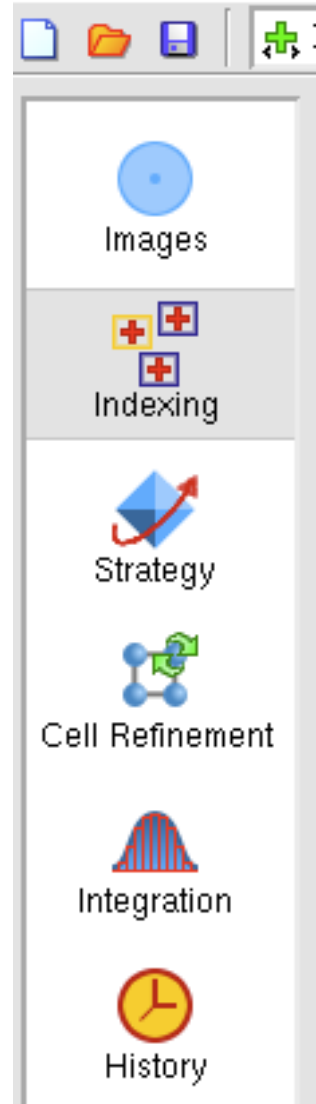 Images
Indexing
Strategy
Cell Refinement
Integration
History